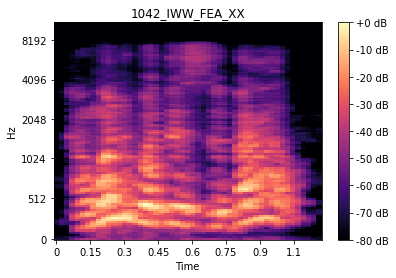 1042_IWW_FEA_XX
8192
4096
2048
1024
512
0
Hz
0 0.15 0.3 0.45 0.6 0.75 0.9 1.1
Time
+0 dB
-10 dB
-20 dB
-30 dB
-40 dB
-50 dB
-60 dB
-70 dB
-80 dB